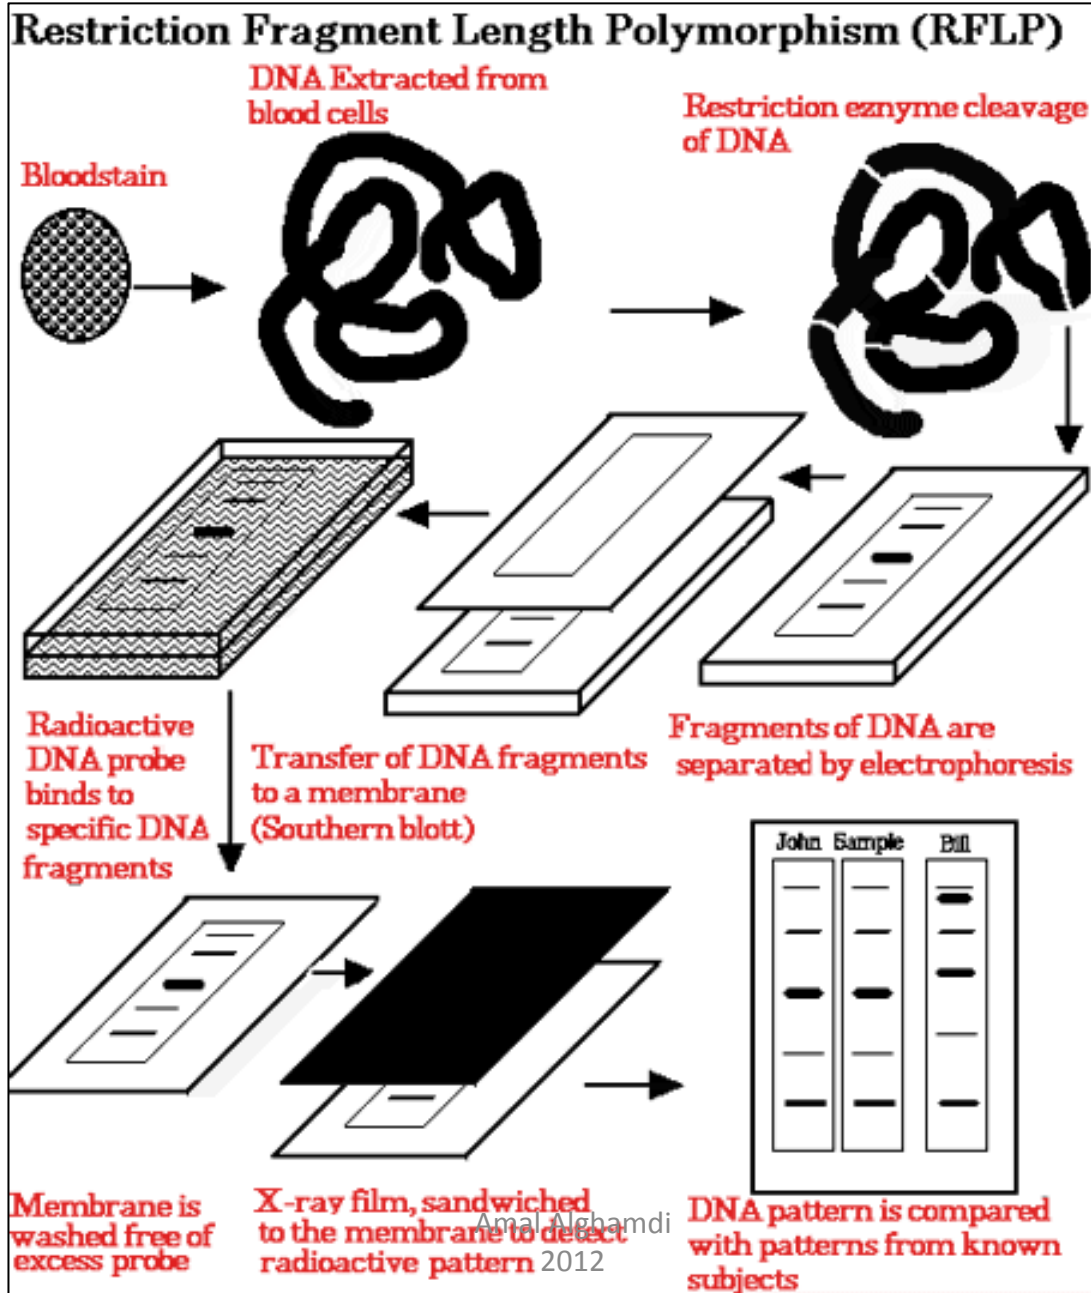 Restriction Fragment Length Polymorphism (RFLP)
DNA Extracted from
blood cells
Restriction eznyme cleavage
of DNA
Bloodstain
Radioactive
DNA probe
binds to
specific DNA
fragments
Transfer of DNA fragments
to a membrane
(Southern blott)
Fragments of DNA are
separated by electrophoresis
John Sample Bill
Membrane is
washed free of
excess probe
X-ray film, sandwiched
to the membrane to detect
radioactive pattern
Amal Alghamdi
2012
DNA pattern is compared
with patterns from known
subjects